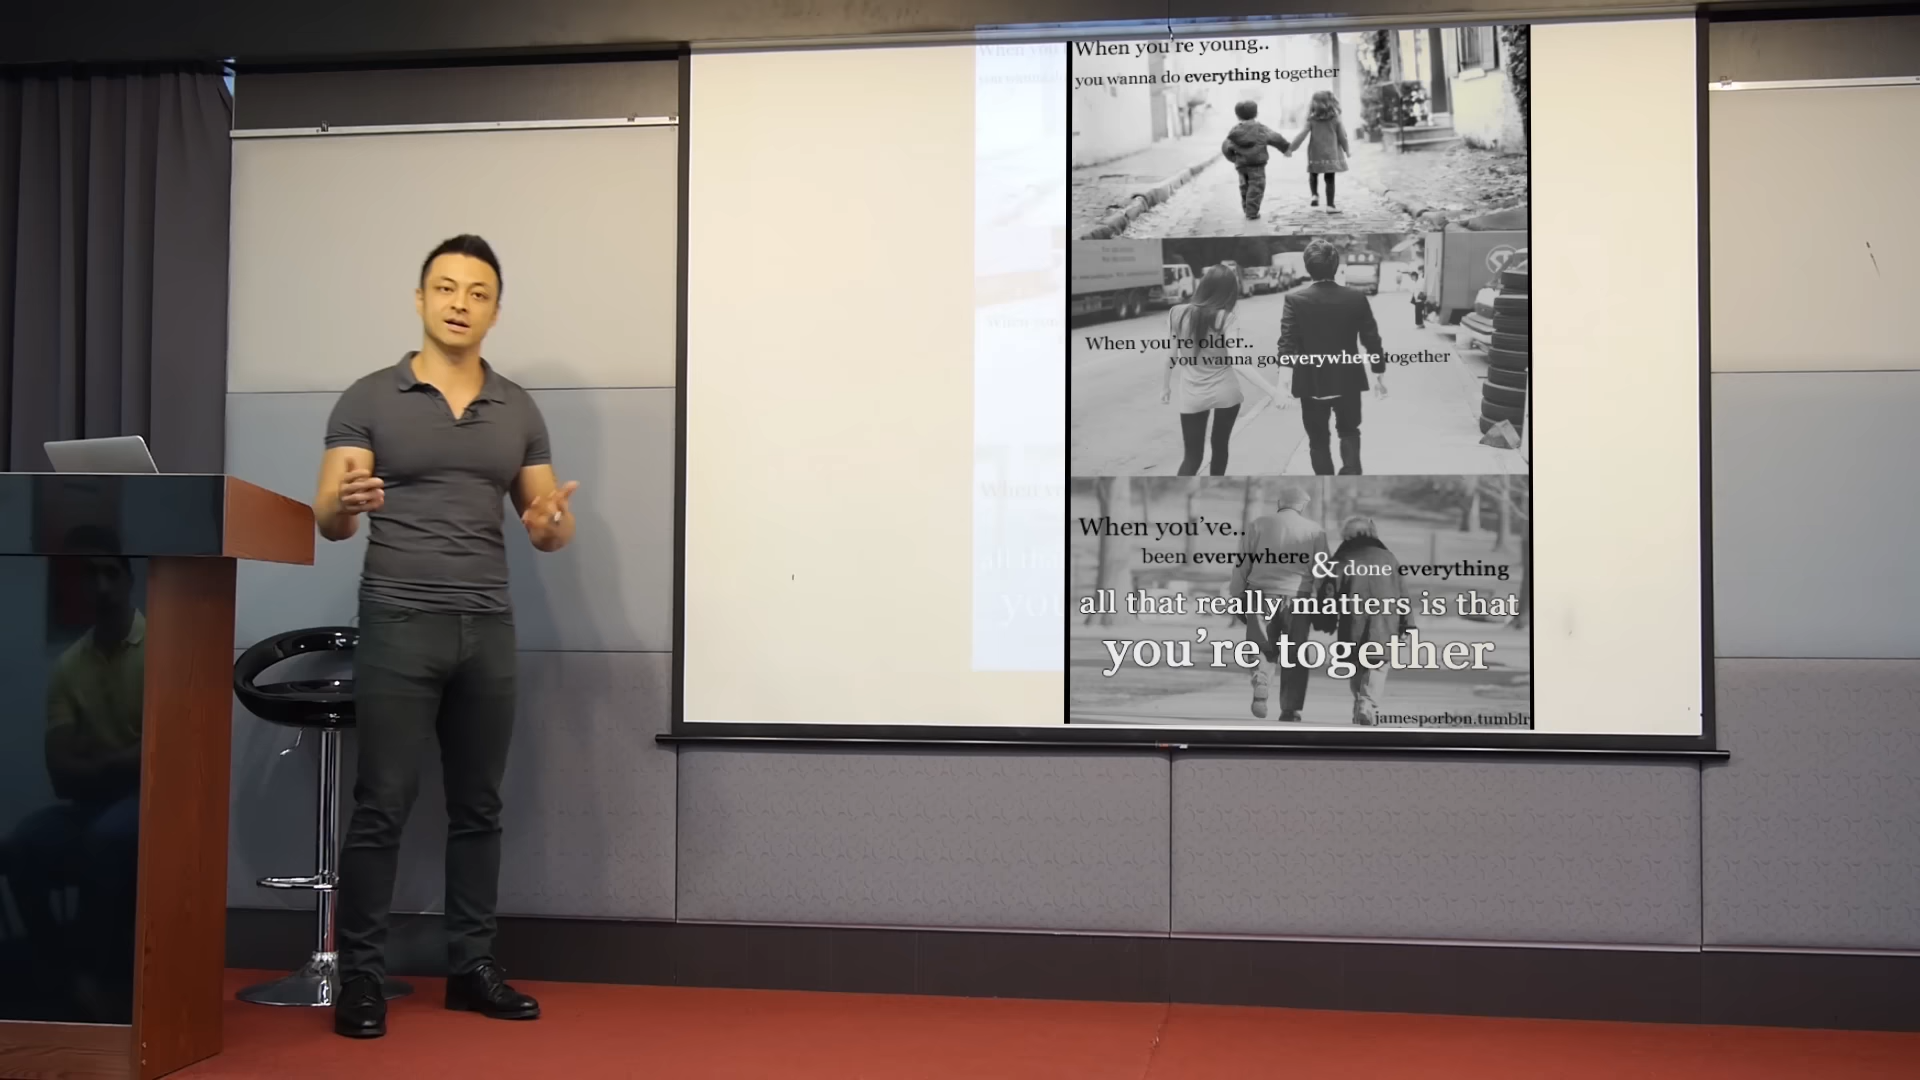 When you're young..
you wanna do everything together
When you're older..
you wanna go everywhere together
When you've..
been everywhere & done everything
all that really matters is that
you're together
jamesporbon.tumblr